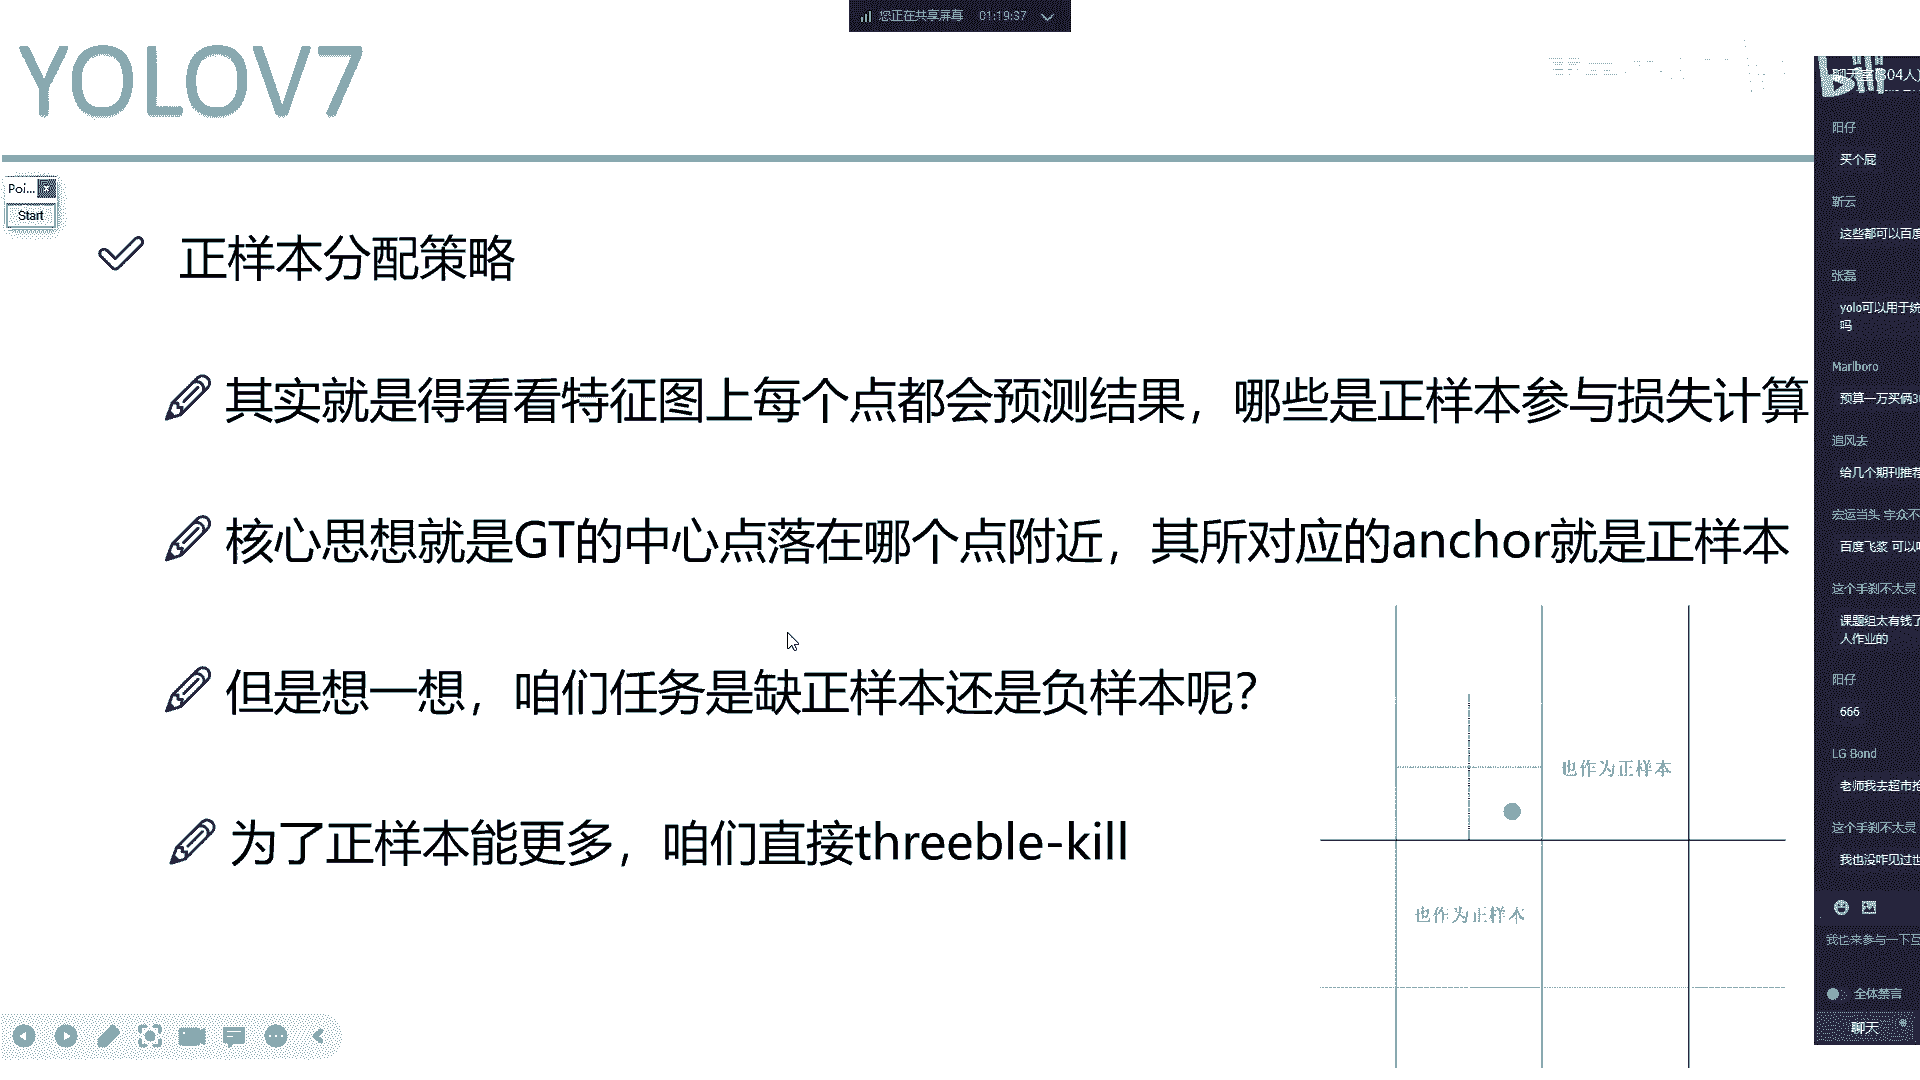 您正在共享屏幕 01:19:37
YOLOV7
Poi...
Start
正样本分配策略
其实就是得看看特征图上每个点都会预测结果，哪些是正样本参与损失计算
核心思想就是GT的中心点落在哪个点附近，其所对应的anchor就是正样本
但是想一想，咱们任务是缺正样本还是负样本呢？
为了正样本能更多，咱们直接threeble-kill
也作为正样本
也作为正样本
阳仔
买个屁
靳云
这些都可以百度
张磊
yolo可以用于统
吗
Marlboro
预算一万买俩30
追风去
给几个期刊推荐
宏运当头
百度飞桨 可以
这个手刹不太灵
课题组太有钱了
人作业的
阳仔
666
LG Bond
老师我去超市抢
这个手刹不太灵
我也没咋见过世
我也来参与一下互
全体禁言
聊天